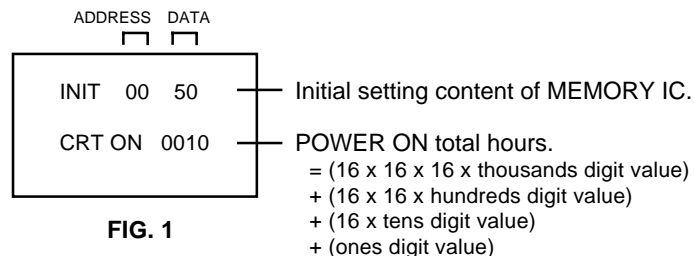 ADDRESS DATA
INIT 00 50 Initial setting content of MEMORY IC.
CRT ON 0010 POWER ON total hours.
= (16 x 16 x 16 x thousands digit value)
+ (16 x 16 x hundreds digit value)
+ (16 x tens digit value)
+ (ones digit value)
FIG. 1